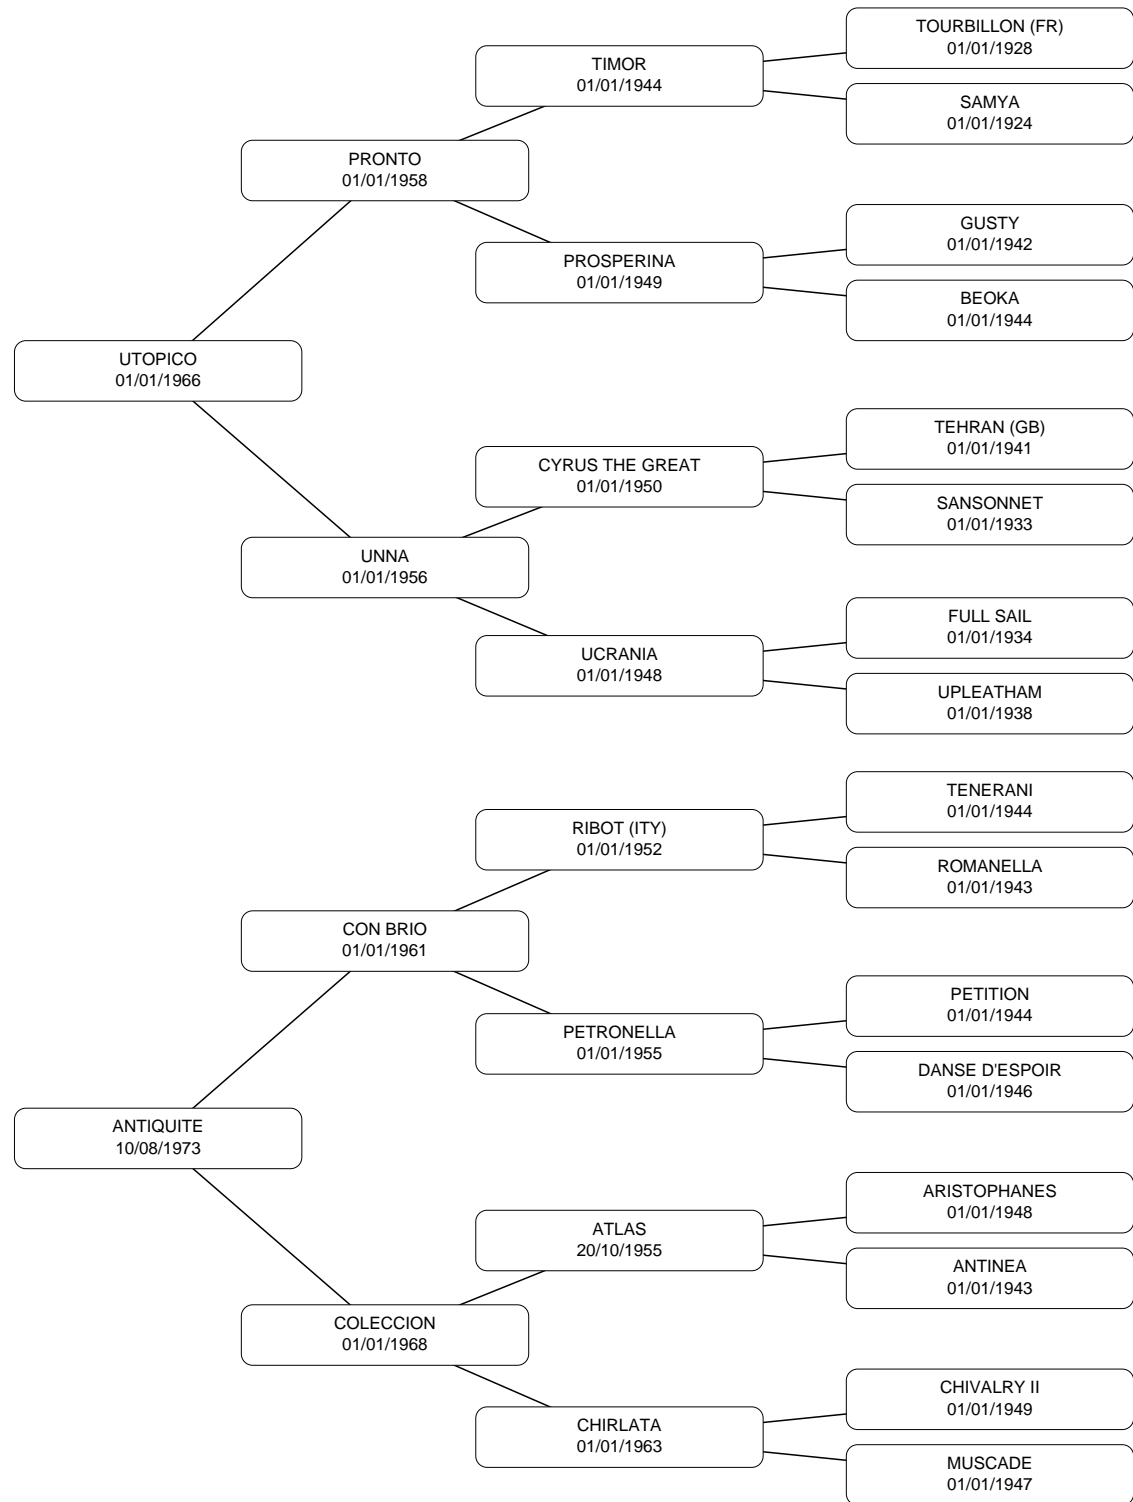 TOURBILLON (FR)
01/01/1928
TIMOR
01/01/1944
SAMYA
01/01/1924
PRONTO
01/01/1958
GUSTY
01/01/1942
PROSPERINA
01/01/1949
BEOKA
01/01/1944
UTOPICO
01/01/1966
TEHRAN (GB)
01/01/1941
CYRUS THE GREAT
01/01/1950
SANSONNET
01/01/1933
UNNA
01/01/1956
FULL SAIL
01/01/1934
UCRANIA
01/01/1948
UPLEATHAM
01/01/1938
TENERANI
01/01/1944
RIBOT (ITY)
01/01/1952
ROMANELLA
01/01/1943
CON BRIO
01/01/1961
PETITION
01/01/1944
PETRONELLA
01/01/1955
DANSE D'ESPOIR
01/01/1946
ANTIQUITE
10/08/1973
ARISTOPHANES
01/01/1948
ATLAS
20/10/1955
ANTINEA
01/01/1943
COLECCION
01/01/1968
CHIVALRY II
01/01/1949
CHIRLATA
01/01/1963
MUSCADE
01/01/1947